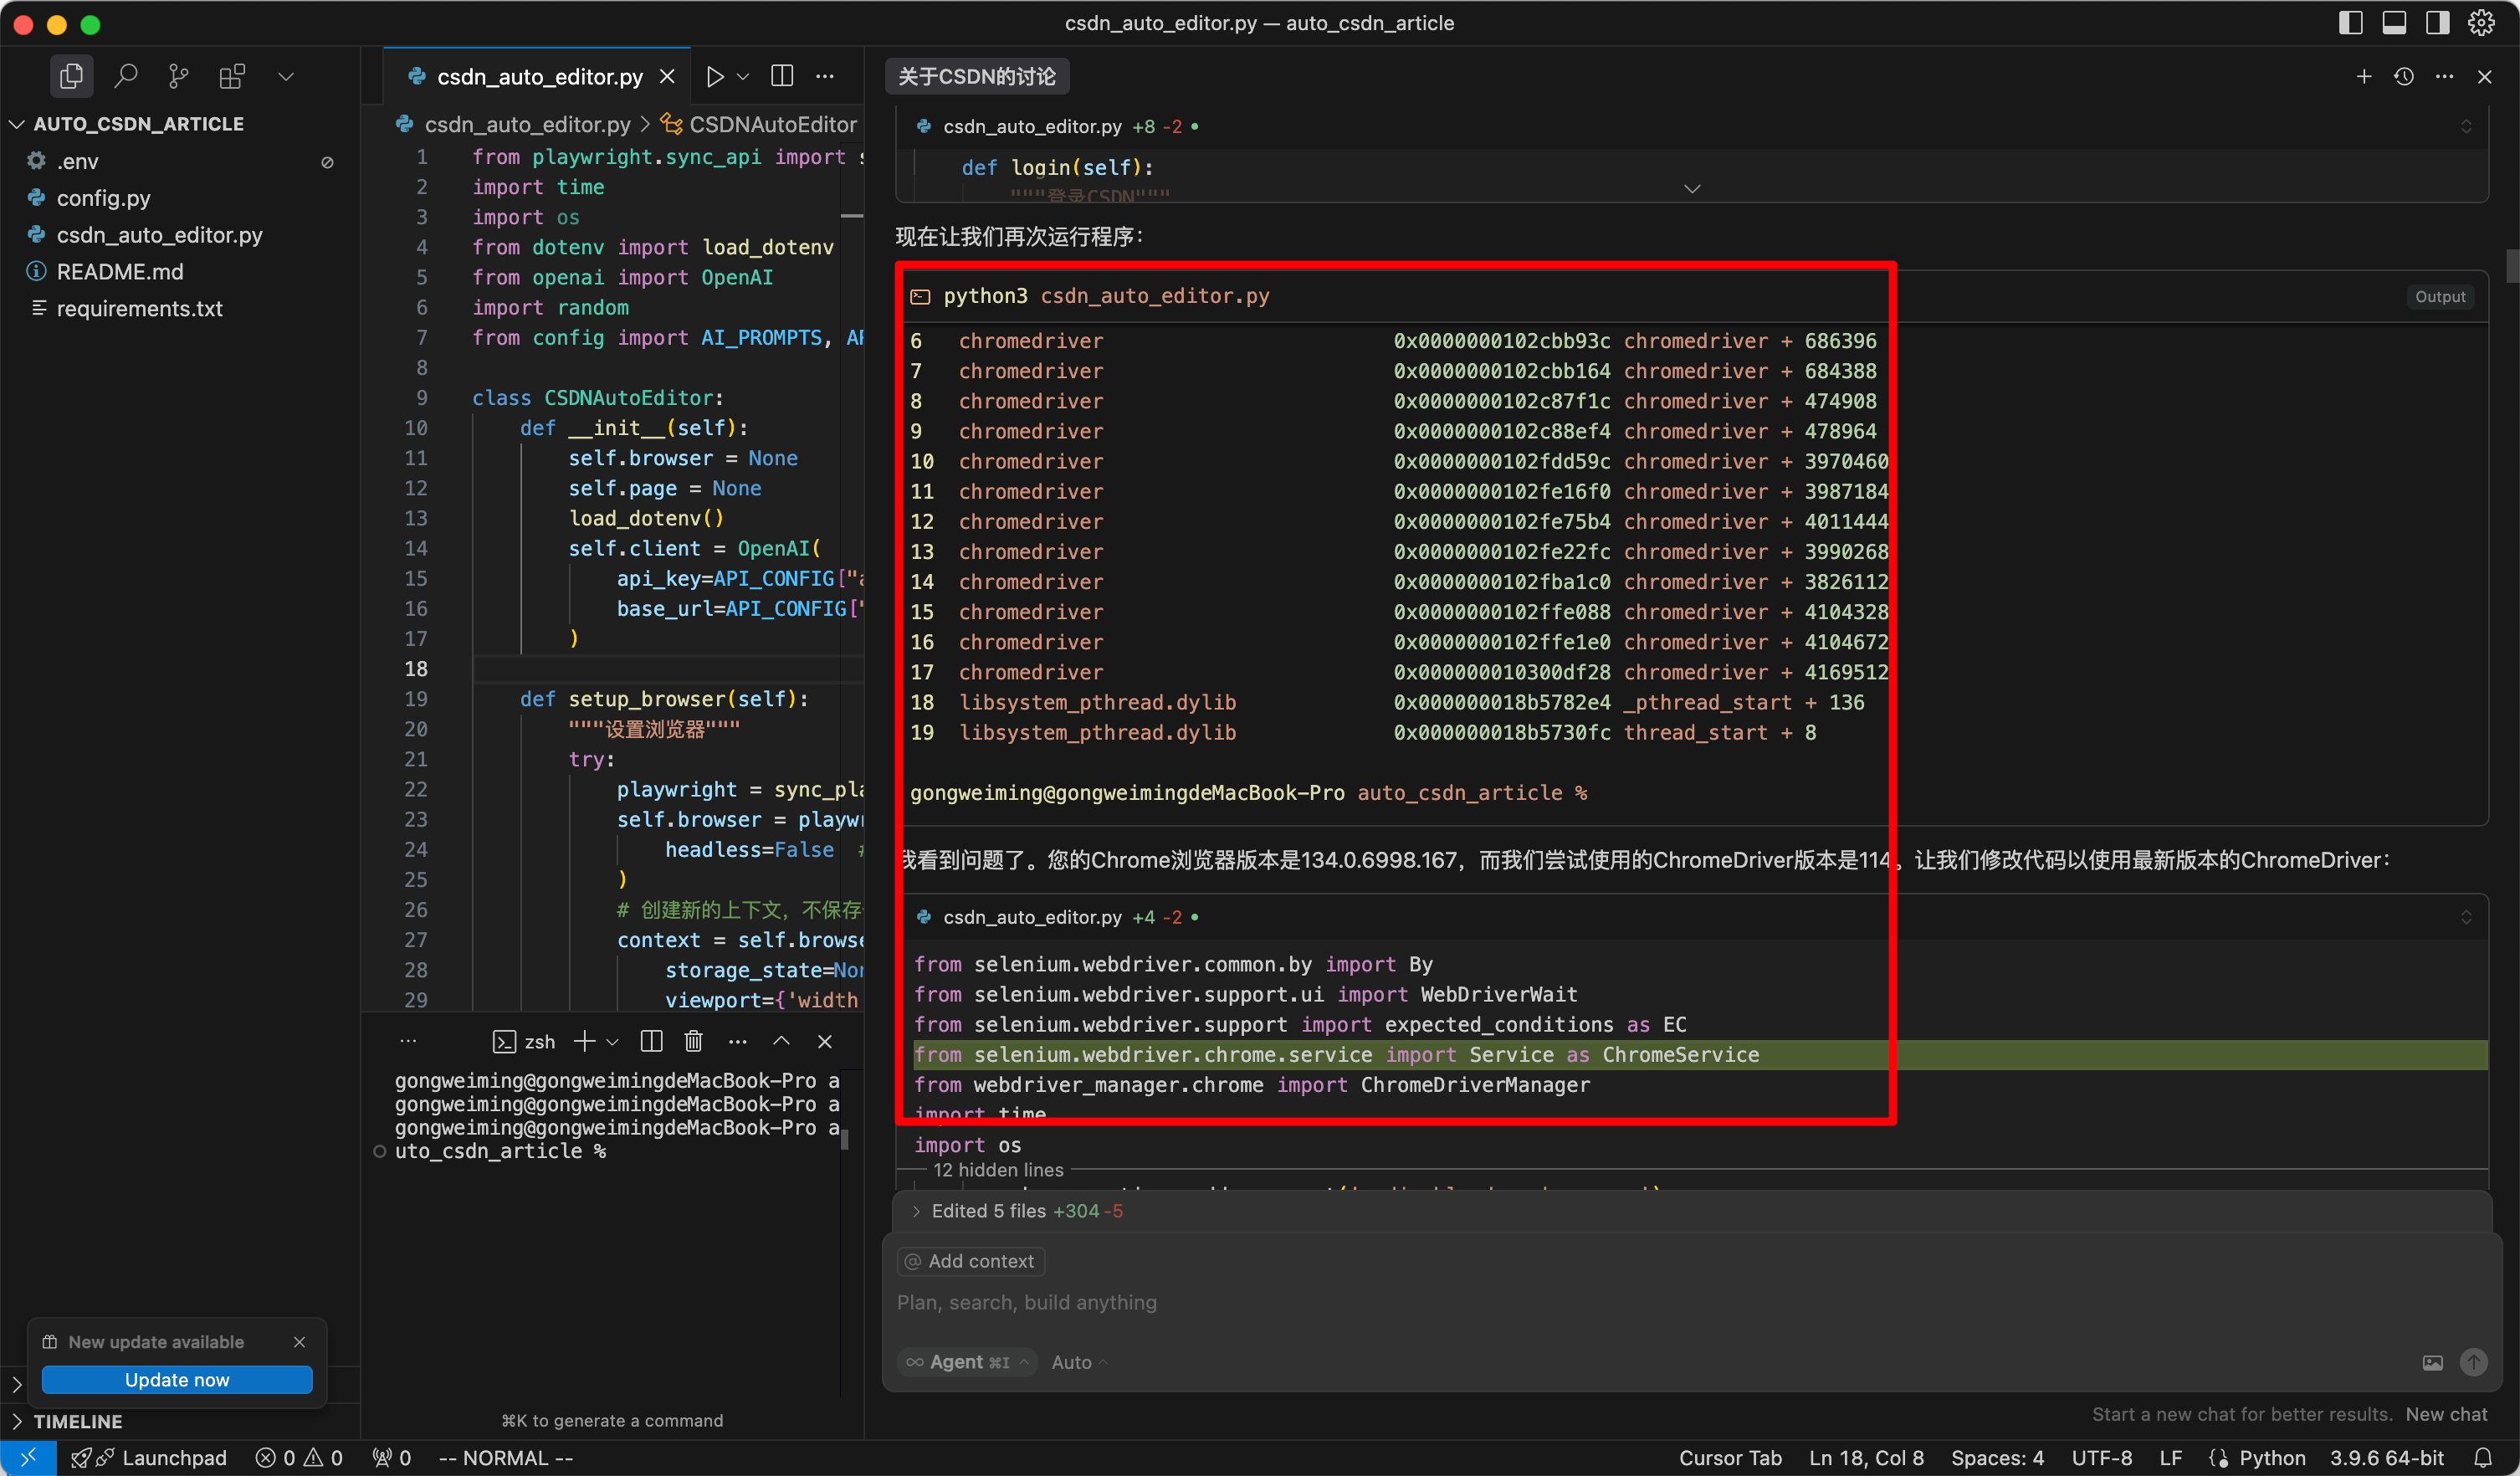 csdn_auto_editor.py — auto_csdn_article
AUTO_CSDN_ARTICLE
.env
config.py
csdn_auto_editor.py
README.md
requirements.txt
New update available
Update now
TIMELINE
csdn_auto_editor.py
csdn_auto_editor.py > CSDNAutoEditor
1 from playwright.sync_api import s
2 import time
3 import os
4 from dotenv import load_dotenv
5 from openai import OpenAI
6 import random
7 from config import AI_PROMPTS, AP
8
9 class CSDNAutoEditor:
10 def __init__(self):
11 self.browser = None
12 self.page = None
13 load_dotenv()
14 self.client = OpenAI(
15 api_key=API_CONFIG["a
16 base_url=API_CONFIG["
17 )
18
19 def setup_browser(self):
20 """设置浏览器"""
21 try:
22 playwright = sync_pla
23 self.browser = playwr
24 headless=False #
25 )
26 # 创建新的上下文，不保存
27 context = self.browse
28 storage_state=Non
29 viewport={'width
zsh
gongweiming@gongweimingdeMacBook-Pro a
gongweiming@gongweimingdeMacBook-Pro a
gongweiming@gongweimingdeMacBook-Pro a
uto_csdn_article %
⌘K to generate a command
关于CSDN的讨论
csdn_auto_editor.py +8 -2
def login(self):
"""登录CSDN"""
现在让我们再次运行程序：
python3 csdn_auto_editor.py
Output
6 chromedriver 0x0000000102cbb93c chromedriver + 686396
7 chromedriver 0x0000000102cbb164 chromedriver + 684388
8 chromedriver 0x0000000102c87f1c chromedriver + 474908
9 chromedriver 0x0000000102c88ef4 chromedriver + 478964
10 chromedriver 0x0000000102fdd59c chromedriver + 3970460
11 chromedriver 0x0000000102fe16f0 chromedriver + 3987184
12 chromedriver 0x0000000102fe75b4 chromedriver + 4011444
13 chromedriver 0x0000000102fe22fc chromedriver + 3990268
14 chromedriver 0x0000000102fba1c0 chromedriver + 3826112
15 chromedriver 0x0000000102ffe088 chromedriver + 4104328
16 chromedriver 0x0000000102ffe1e0 chromedriver + 4104672
17 chromedriver 0x000000010300df28 chromedriver + 4169512
18 libsystem_pthread.dylib 0x000000018b5782e4 _pthread_start + 136
19 libsystem_pthread.dylib 0x000000018b5730fc thread_start + 8
gongweiming@gongweimingdeMacBook-Pro auto_csdn_article %
我看到问题了。您的Chrome浏览器版本是134.0.6998.167，而我们尝试使用的ChromeDriver版本是114。让我们修改代码以使用最新版本的ChromeDriver：
csdn_auto_editor.py +4 -2
from selenium.webdriver.common.by import By
from selenium.webdriver.support.ui import WebDriverWait
from selenium.webdriver.support import expected_conditions as EC
from selenium.webdriver.chrome.service import Service as ChromeService
from webdriver_manager.chrome import ChromeDriverManager
import time
import os
12 hidden lines
Edited 5 files +304 -5
@ Add context
Plan, search, build anything
∞ Agent ⌘I
Auto
Start a new chat for better results. New chat
Launchpad
0
0
0
-- NORMAL --
Cursor Tab
Ln 18, Col 8
Spaces: 4
UTF-8
LF
Python
3.9.6 64-bit